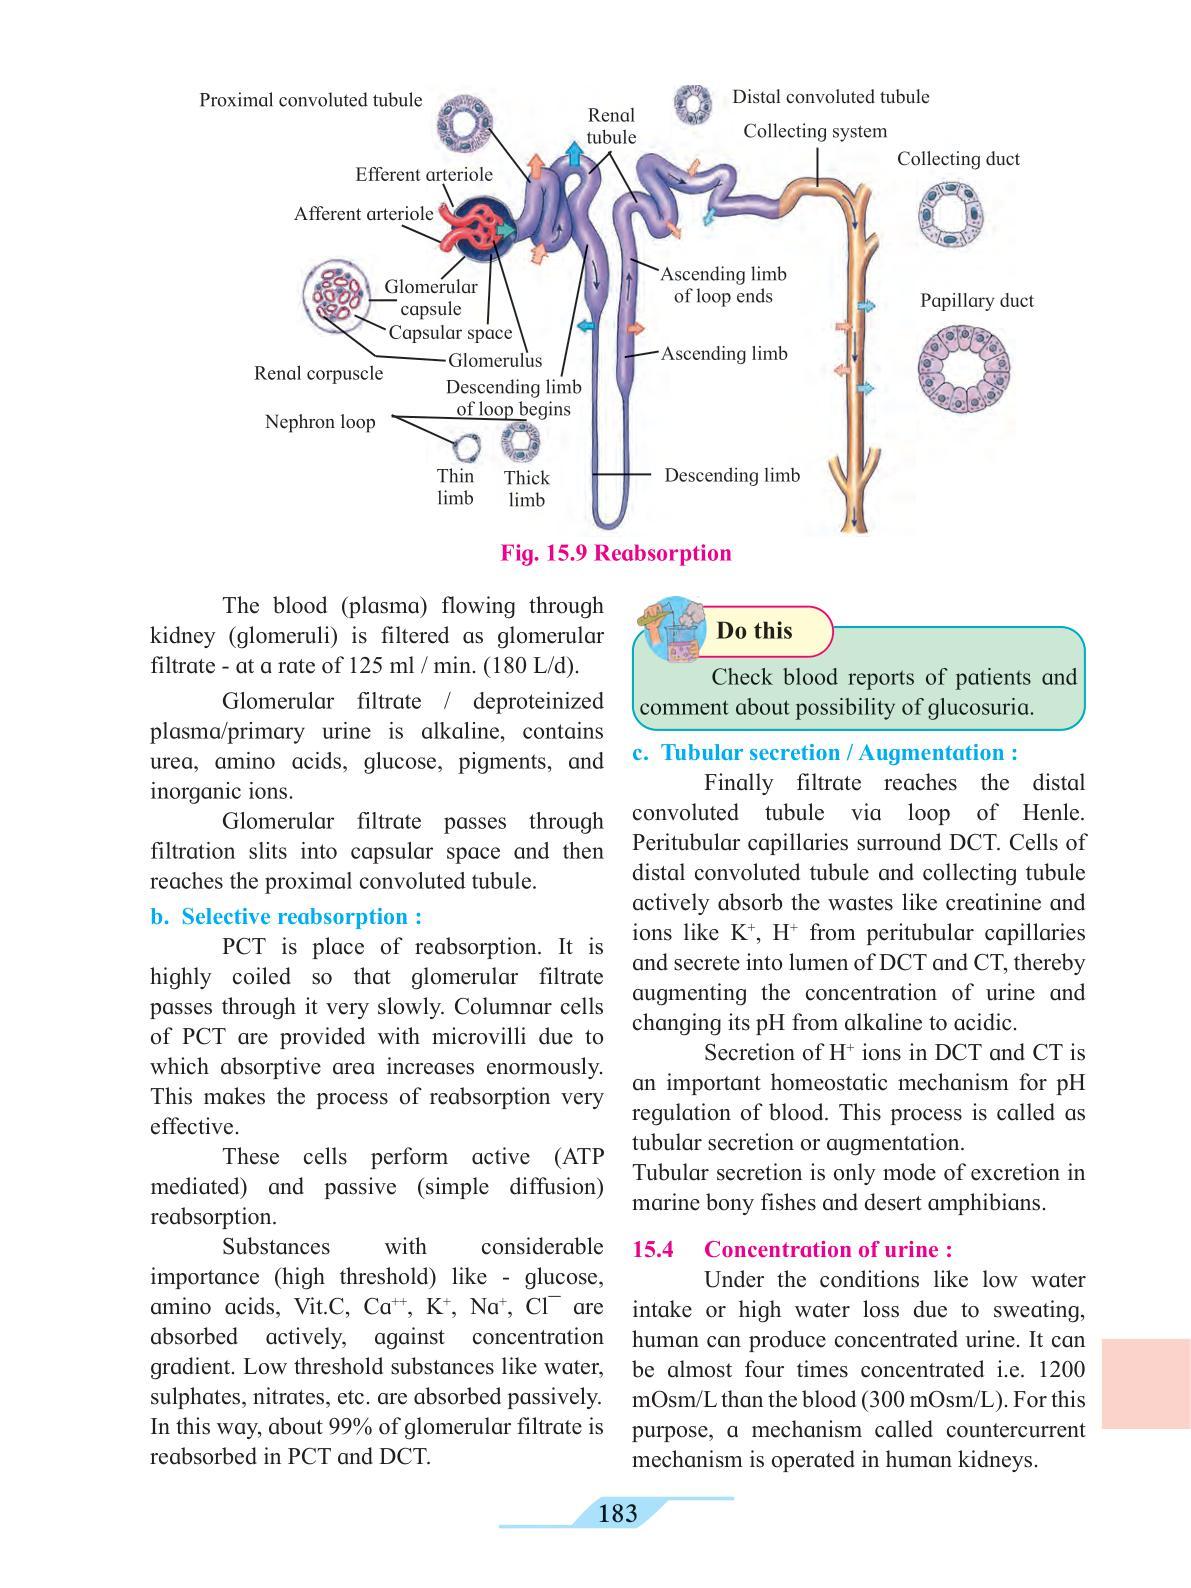 Proximal convoluted tubule
Renal
tubule
Distal convoluted tubule
Collecting system
Collecting duct
Efferent arteriole
Afferent arteriole
Glomerular
capsule
Capsular space
Glomerulus
Renal corpuscle
Descending limb
of loop begins
Nephron loop
Thin
limb
Thick
limb
Ascending limb
of loop ends
Ascending limb
Descending limb
Papillary duct
Fig. 15.9 Reabsorption
The blood (plasma) flowing through
kidney (glomeruli) is filtered as glomerular
filtrate - at a rate of 125 ml / min. (180 L/d).
Glomerular filtrate / deproteinized
plasma/primary urine is alkaline, contains
urea, amino acids, glucose, pigments, and
inorganic ions.
Glomerular filtrate passes through
filtration slits into capsular space and then
reaches the proximal convoluted tubule.
b. Selective reabsorption :
PCT is place of reabsorption. It is
highly coiled so that glomerular filtrate
passes through it very slowly. Columnar cells
of PCT are provided with microvilli due to
which absorptive area increases enormously.
This makes the process of reabsorption very
effective.
These cells perform active (ATP
mediated) and passive (simple diffusion)
reabsorption.
Substances with considerable
importance (high threshold) like - glucose,
amino acids, Vit.C, Ca⁺⁺, K⁺, Na⁺, Cl¯ are
absorbed actively, against concentration
gradient. Low threshold substances like water,
sulphates, nitrates, etc. are absorbed passively.
In this way, about 99% of glomerular filtrate is
reabsorbed in PCT and DCT.
Do this
Check blood reports of patients and
comment about possibility of glucosuria.
c. Tubular secretion / Augmentation :
Finally filtrate reaches the distal
convoluted tubule via loop of Henle.
Peritubular capillaries surround DCT. Cells of
distal convoluted tubule and collecting tubule
actively absorb the wastes like creatinine and
ions like K⁺, H⁺ from peritubular capillaries
and secrete into lumen of DCT and CT, thereby
augmenting the concentration of urine and
changing its pH from alkaline to acidic.
Secretion of H⁺ ions in DCT and CT is
an important homeostatic mechanism for pH
regulation of blood. This process is called as
tubular secretion or augmentation.
Tubular secretion is only mode of excretion in
marine bony fishes and desert amphibians.
15.4 Concentration of urine :
Under the conditions like low water
intake or high water loss due to sweating,
human can produce concentrated urine. It can
be almost four times concentrated i.e. 1200
mOsm/L than the blood (300 mOsm/L). For this
purpose, a mechanism called countercurrent
mechanism is operated in human kidneys.
183